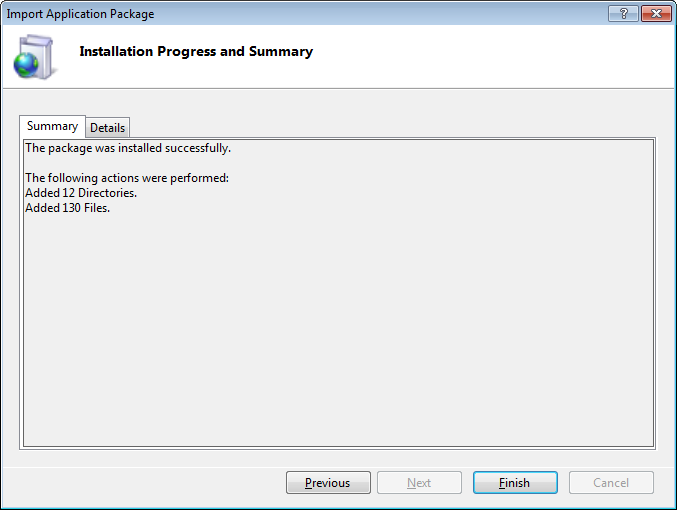 Import Application Package
?
Installation Progress and Summary
Summary
Details
The package was installed successfully.
The following actions were performed:
Added 12 Directories.
Added 130 Files.
Previous
Next
Finish
Cancel